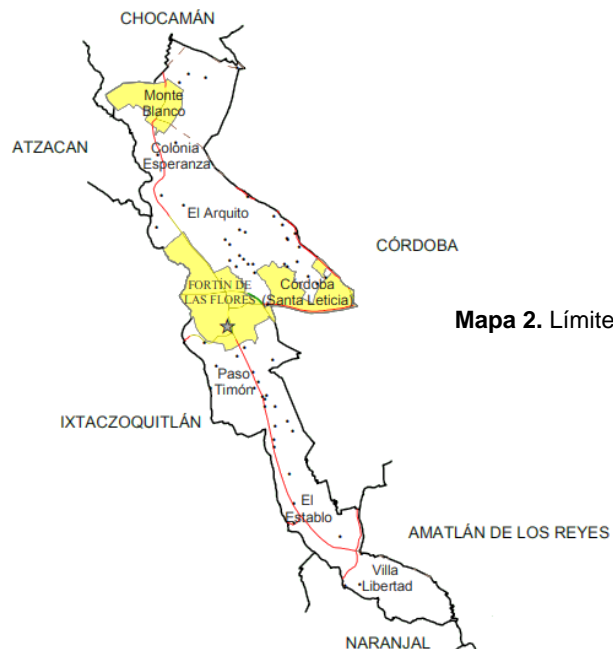 CHOCAMÁN
Monte
Blanco
ATZACAN
Colonia
Esperanza
El Arquito
CÓRDOBA
FORTÍN DE
LAS FLORES
Córdoba
(Santa Leticia)
Mapa 2. Límite
Paso
Timón
IXTACZOQUITLÁN
El
Establo
AMATLÁN DE LOS REYES
Villa
Libertad
NARANJAL